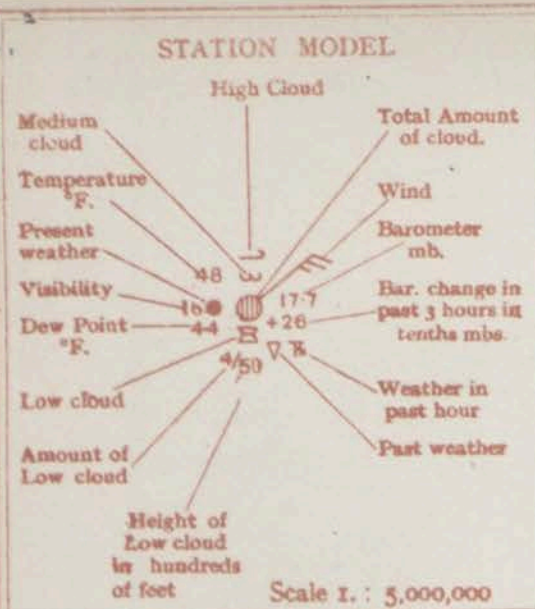 STATION MODEL
High Cloud
Medium
cloud
Total Amount
of cloud.
Temperature
°F.
Wind
Present
weather
Barometer
mb.
48
Visibility
16
17.7
Bar. change in
past 3 hours in
tenths mbs.
Dew Point
°F.
44
+26
4/50
Low cloud
Weather in
past hour
Amount of
Low cloud
Past weather
Height of
Low cloud
in hundreds
of feet
Scale 1. : 5,000,000